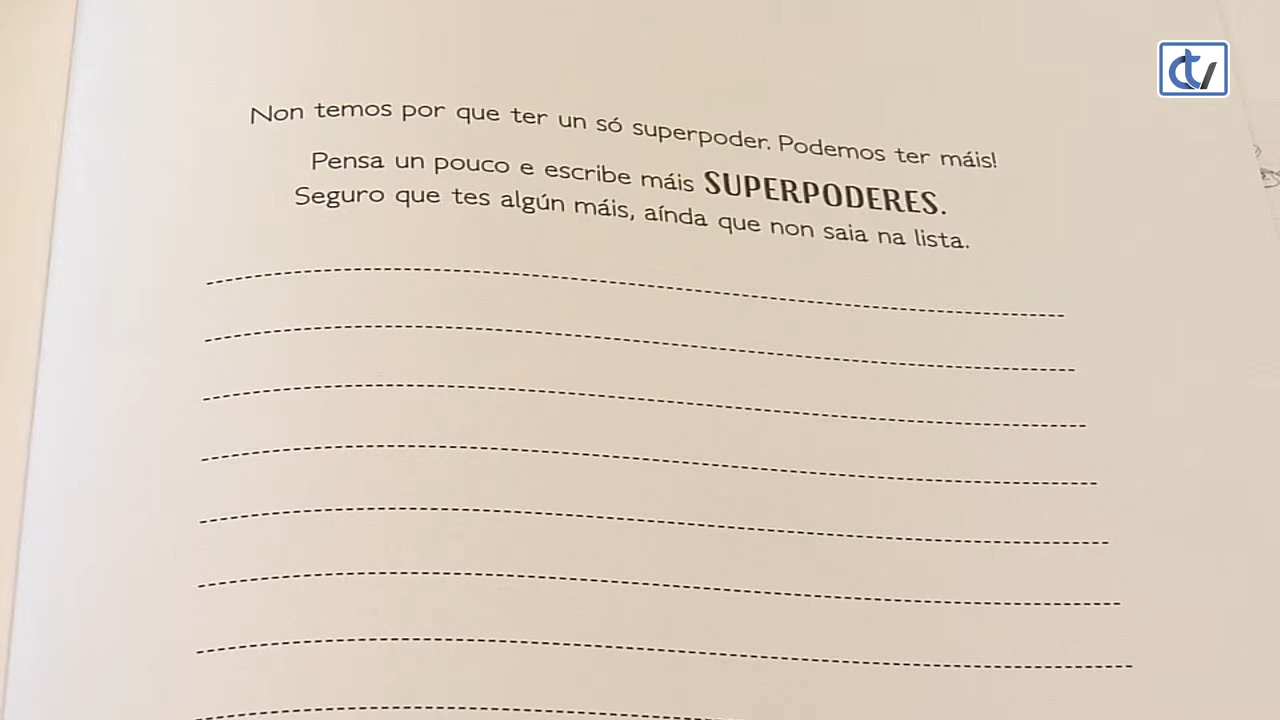 Non temos por que ter un só superpoder. Podemos ter máis!
Pensa un pouco e escribe máis SUPERPODERES.
Seguro que tes algún máis, aínda que non saia na lista.